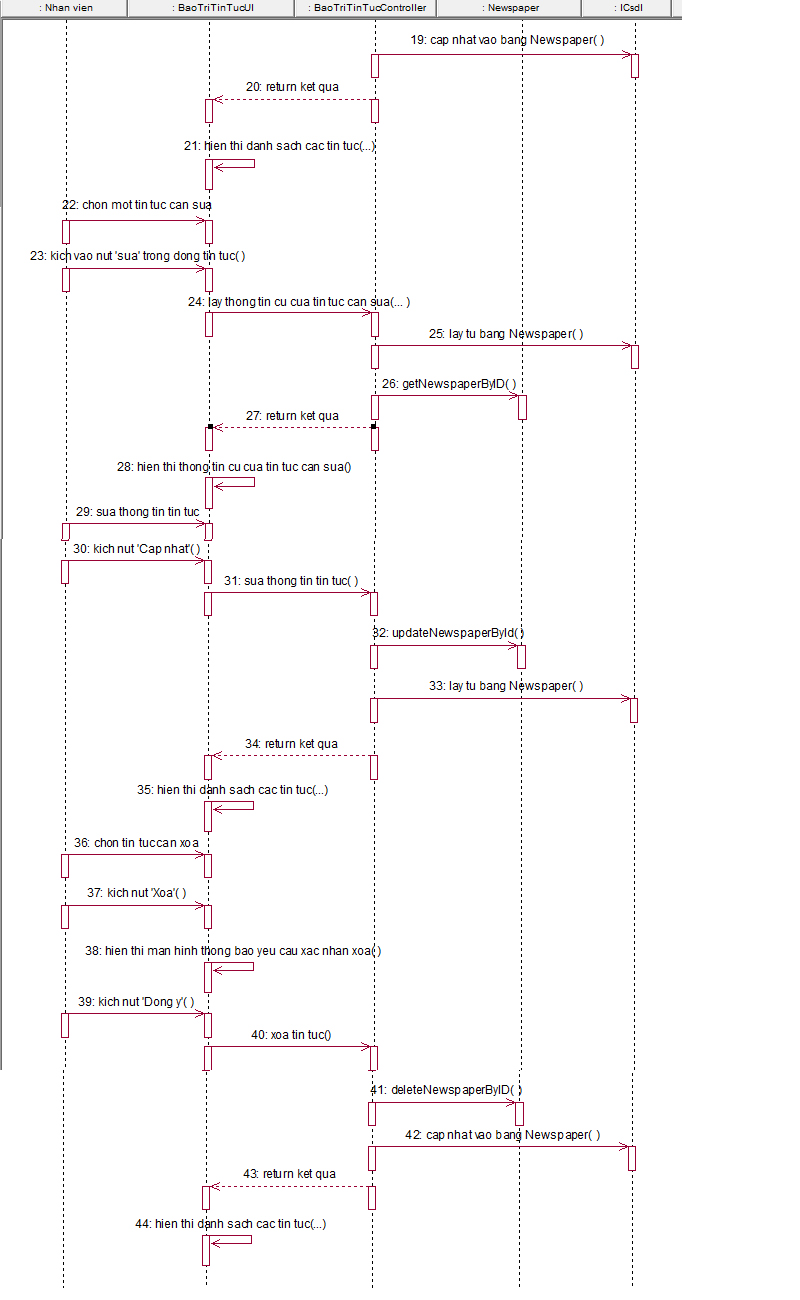 : Nhan vien
: BaoTriTinTucUI
: BaoTriTinTucController
: Newspaper
: ICsdl
19: cap nhat vao bang Newspaper( )
20: return ket qua
21: hien thi danh sach cac tin tuc(...)
22: chon mot tin tuc can sua
23: kich vao nut 'sua' trong dong tin tuc( )
24: lay thong tin cu cua tin tuc can sua(... )
25: lay tu bang Newspaper( )
26: getNewspaperByID( )
27: return ket qua
28: hien thi thong tin cu cua tin tuc can sua()
29: sua thong tin tin tuc
30: kich nut 'Cap nhat'( )
31: sua thong tin tin tuc( )
32: updateNewspaperById( )
33: lay tu bang Newspaper( )
34: return ket qua
35: hien thi danh sach cac tin tuc(...)
36: chon tin tuc can xoa
37: kich nut 'Xoa'( )
38: hien thi man hinh thong bao yeu cau xac nhan xoa( )
39: kich nut 'Dong y'( )
40: xoa tin tuc()
41: deleteNewspaperByID( )
42: cap nhat vao bang Newspaper( )
43: return ket qua
44: hien thi danh sach cac tin tuc(...)